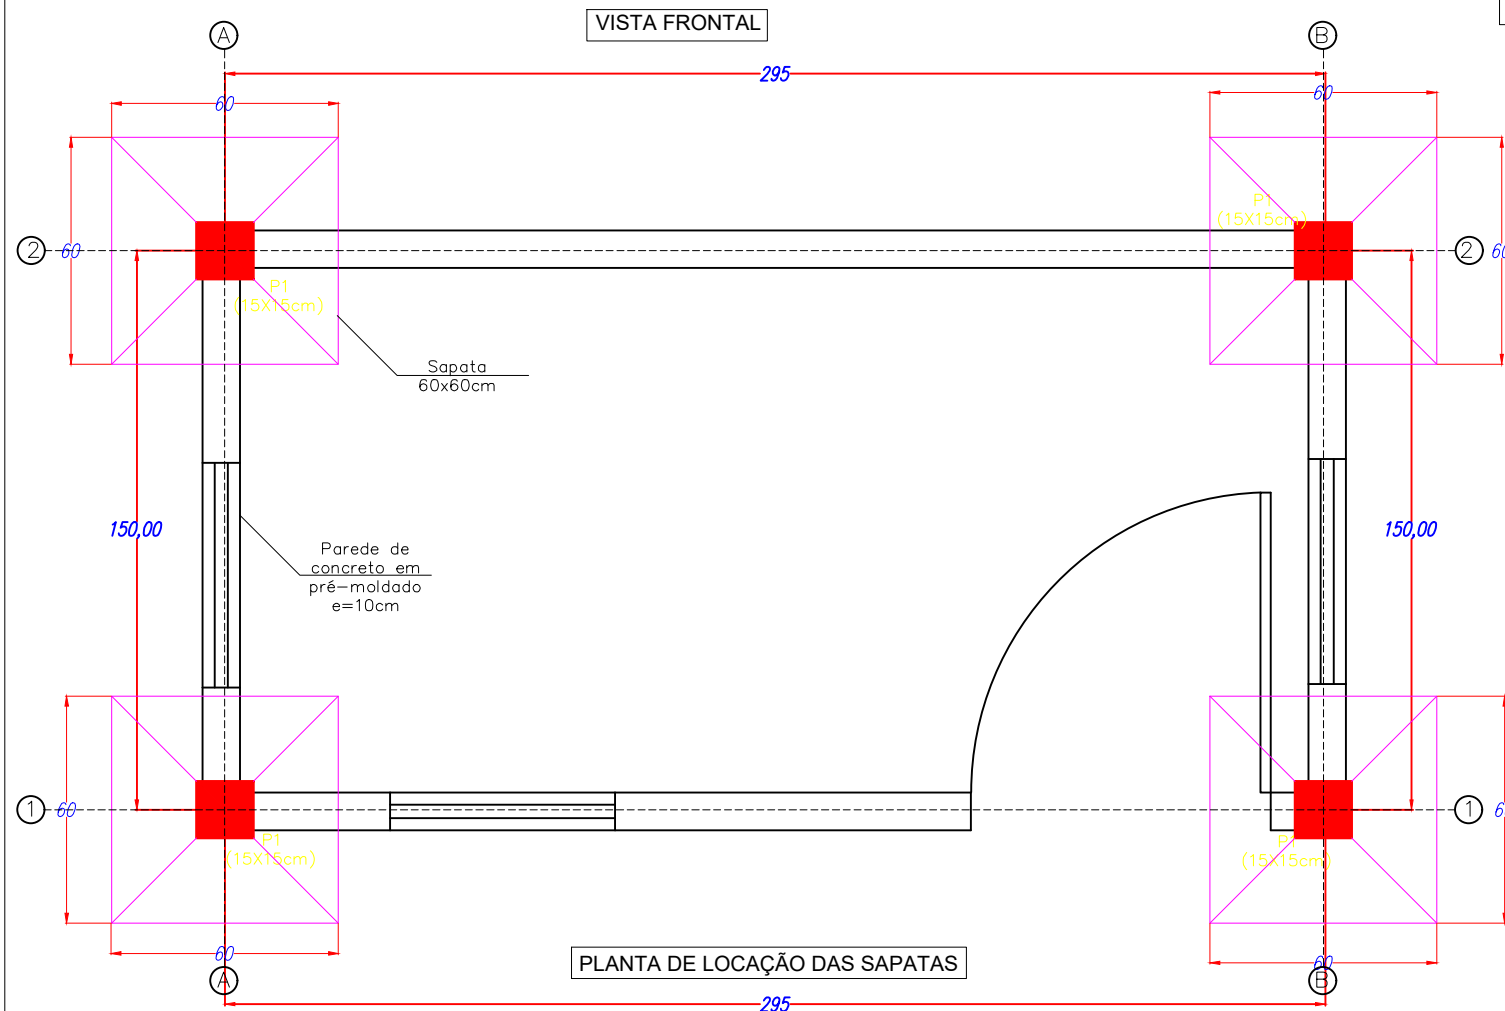 VISTA FRONTAL
A
B
295
60
60
P1
(15X15cm)
2
60
2
60
P1
(15X15cm)
Sapata
60x60cm
150,00
150,00
Parede de
concreto em
pré-moldado
e=10cm
1
60
1
P1
(15X15cm)
P1
(15X15cm)
60
PLANTA DE LOCAÇÃO DAS SAPATAS
60
A
B
295